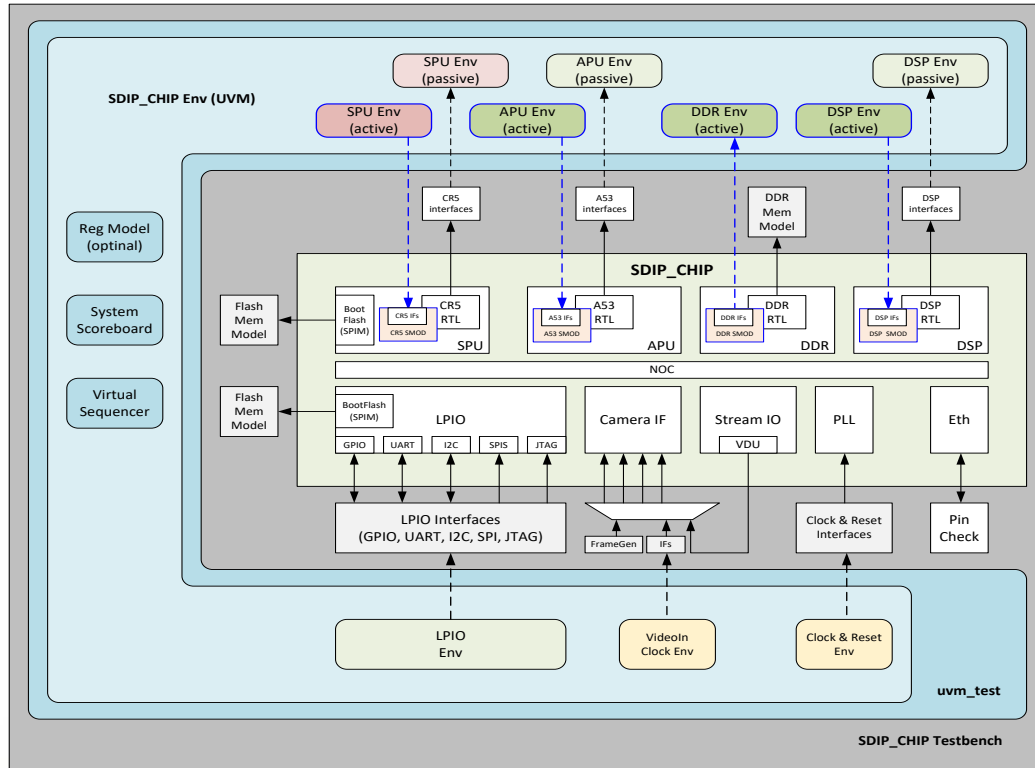 SPU Env
(passive)
APU Env
(passive)
DSP Env
(passive)
SDIP_CHIP Env (UVM)
SPU Env
(active)
APU Env
(active)
DDR Env
(active)
DSP Env
(active)
CR5
interfaces
A53
interfaces
DDR
Mem
Model
DSP
interfaces
Reg Model
(optinal)
SDIP_CHIP
System
Scoreboard
Flash
Mem
Model
Boot
Flash
(SPIM)
CR5
RTL
CR5 IFs
CR5 SMOD
SPU
A53
RTL
A53 IFs
A53 SMOD
APU
DDR
RTL
DDR IFs
DDR SMOD
DDR
DSP
RTL
DSP IFs
DSP SMOD
DSP
NOC
Virtual
Sequencer
Flash
Mem
Model
BootFlash
(SPIM)
LPIO
GPIO
UART
I2C
SPIS
JTAG
Camera IF
Stream IO
VDU
PLL
Eth
LPIO Interfaces
(GPIO, UART, I2C, SPI, JTAG)
FrameGen
IFs
Clock & Reset
Interfaces
Pin
Check
LPIO
Env
VideoIn
Clock Env
Clock & Reset
Env
uvm_test
SDIP_CHIP Testbench